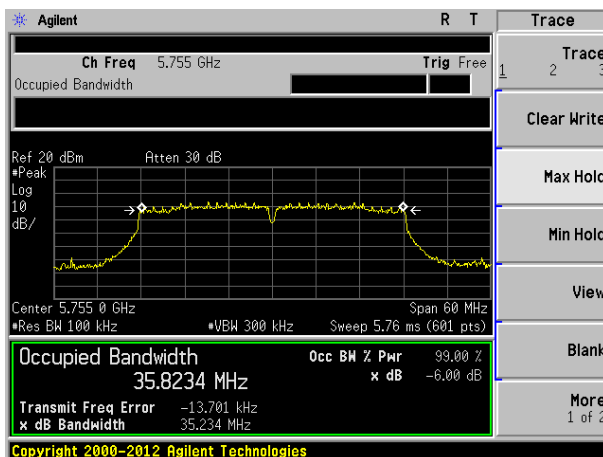 Agilent R T Trace
Ch Freq 5.755 GHz Trig Free
Occupied Bandwidth
Trace
1 2 3
Clear Write
Max Hold
Min Hold
View
Blank
More
1 of 2
Ref 20 dBm Atten 30 dB
#Peak
Log
10
dB/
Center 5.755 0 GHz Span 60 MHz
#Res BW 100 kHz #VBW 300 kHz Sweep 5.76 ms (601 pts)
Occupied Bandwidth Occ BW % Pwr 99.00 %
35.8234 MHz x dB -6.00 dB
Transmit Freq Error -13.701 kHz
x dB Bandwidth 35.234 MHz
Copyright 2000-2012 Agilent Technologies